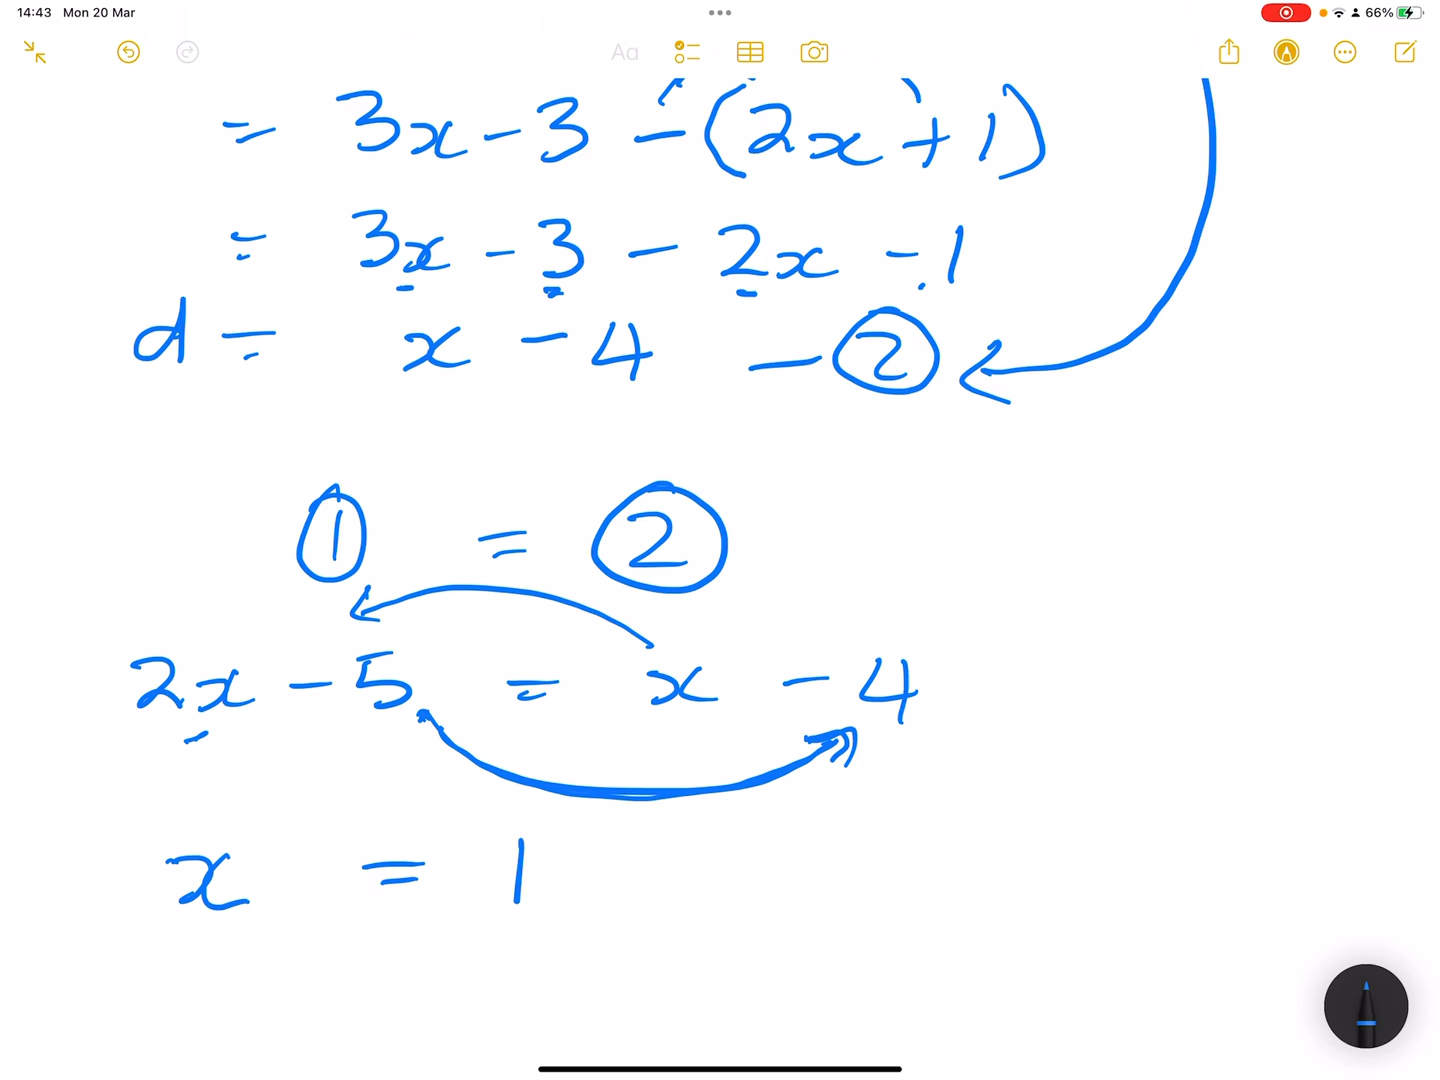 14:43 Mon 20 Mar 66%
Aa
= 3x - 3 - (2x + 1)
= 3x - 3 - 2x - 1
d = x - 4 - ②
① = ②
2x - 5 = x - 4
x = 1